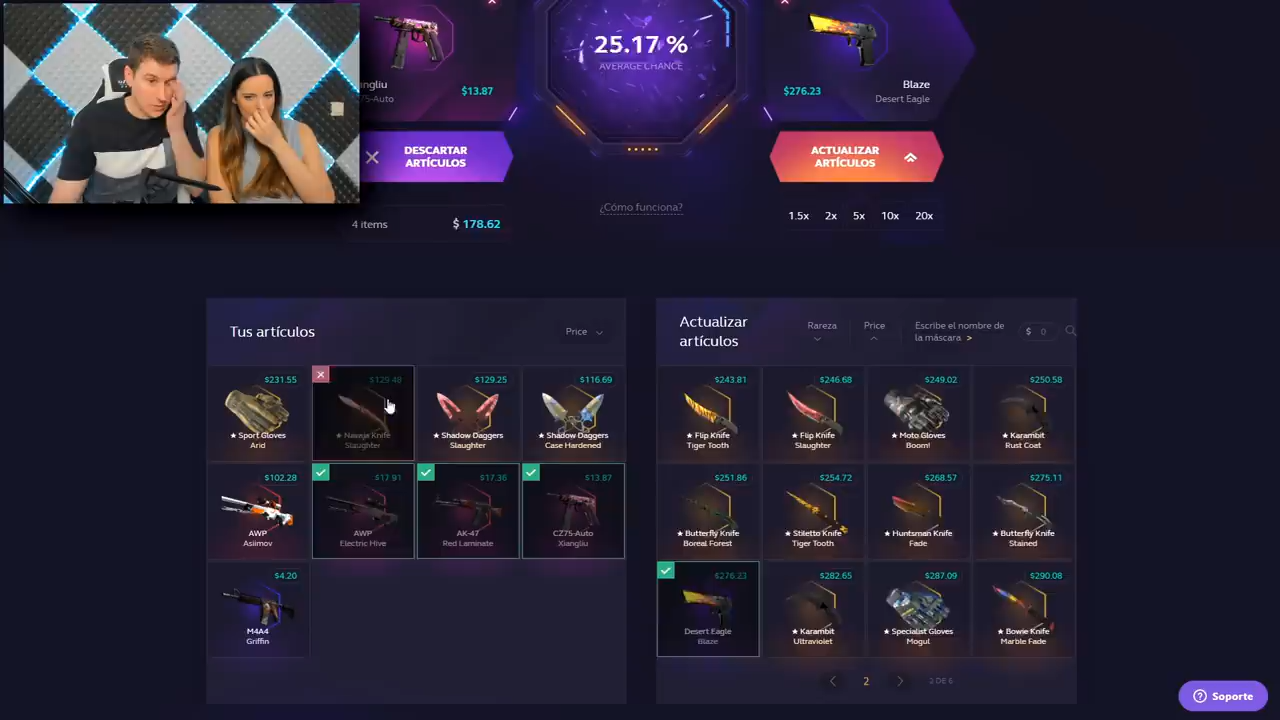 25.17 %
AVERAGE CHANCE
75-Auto
$13.87
$276.23
Blaze
Desert Eagle
DESCARTAR
ARTÍCULOS
ACTUALIZAR
ARTÍCULOS
¿Cómo funciona?
4 items
$ 178.62
1.5x 2x 5x 10x 20x
Tus artículos
Price
Actualizar
artículos
Rareza
Price
Escribe el nombre de
la máscara >
$ 0
$231.55
★ Sport Gloves
Arid
$129.48
★ Navaja Knife
Slaughter
$129.25
★ Shadow Daggers
Slaughter
$116.69
★ Shadow Daggers
Case Hardened
$102.28
AWP
Asiimov
$17.91
AWP
Electric Hive
$17.36
AK-47
Red Laminate
$13.87
CZ75-Auto
Xiangliu
$4.20
M4A4
Griffin
$243.81
★ Flip Knife
Tiger Tooth
$246.68
★ Flip Knife
Slaughter
$249.02
★ Moto Gloves
Boom!
$250.58
★ Karambit
Rust Coat
$251.86
★ Butterfly Knife
Boreal Forest
$254.72
★ Stiletto Knife
Tiger Tooth
$268.57
★ Huntsman Knife
Fade
$275.11
★ Butterfly Knife
Stained
$276.23
Desert Eagle
Blaze
$282.65
★ Karambit
Ultraviolet
$287.09
★ Specialist Gloves
Mogul
$290.08
★ Bowie Knife
Marble Fade
2
DE 6
Soporte